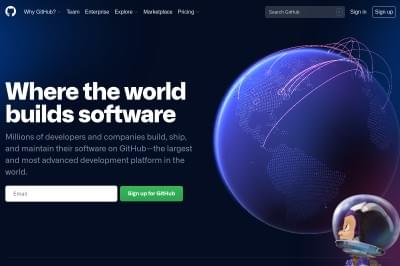 Why GitHub?
Team
Enterprise
Explore
Marketplace
Pricing
Search GitHub
Sign in
Sign up
Where the world
builds software
Millions of developers and companies build, ship,
and maintain their software on GitHub—the largest
and most advanced development platform in the
world.
Email
Sign up for GitHub